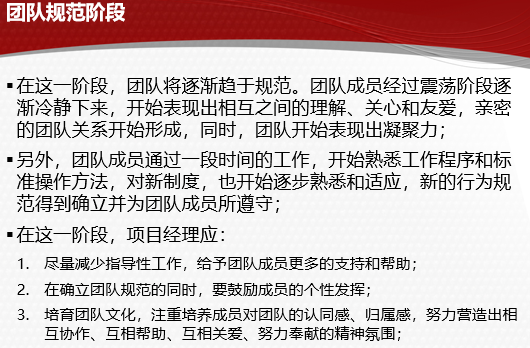 团队规范阶段
▪在这一阶段，团队将逐渐趋于规范。团队成员经过震荡阶段逐
渐冷静下来，开始表现出相互之间的理解、关心和友爱，亲密
的团队关系开始形成，同时，团队开始表现出凝聚力；
▪另外，团队成员通过一段时间的工作，开始熟悉工作程序和标
准操作方法，对新制度，也开始逐步熟悉和适应，新的行为规
范得到确立并为团队成员所遵守；
▪在这一阶段，项目经理应：
1. 尽量减少指导性工作，给予团队成员更多的支持和帮助；
2. 在确立团队规范的同时，要鼓励成员的个性发挥；
3. 培育团队文化，注重培养成员对团队的认同感、归属感，努力营造出相
互协作、互相帮助、互相关爱、努力奉献的精神氛围；